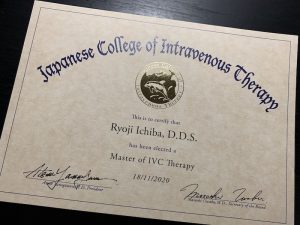 Japanese College of Intravenous Therapy
This is to certify that
Ryoji Ichiba, D.D.S.
has been elected a
Master of IVC Therapy
18/11/2020